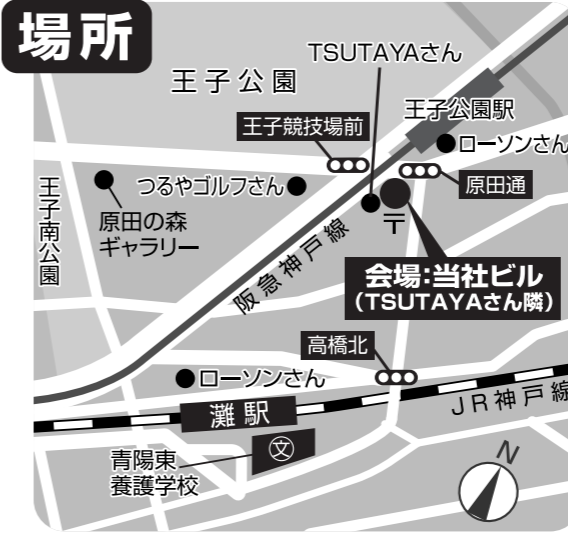 場所
TSUTAYAさん
王子公園
王子公園駅
王子競技場前
ローソンさん
原田通
つるやゴルフさん
原田の森
ギャラリー
王子南公園
〒
阪急神戸線
会場:当社ビル
(TSUTAYAさん隣)
高橋北
ローソンさん
JR神戸線
灘駅
文
青陽東
養護学校
N